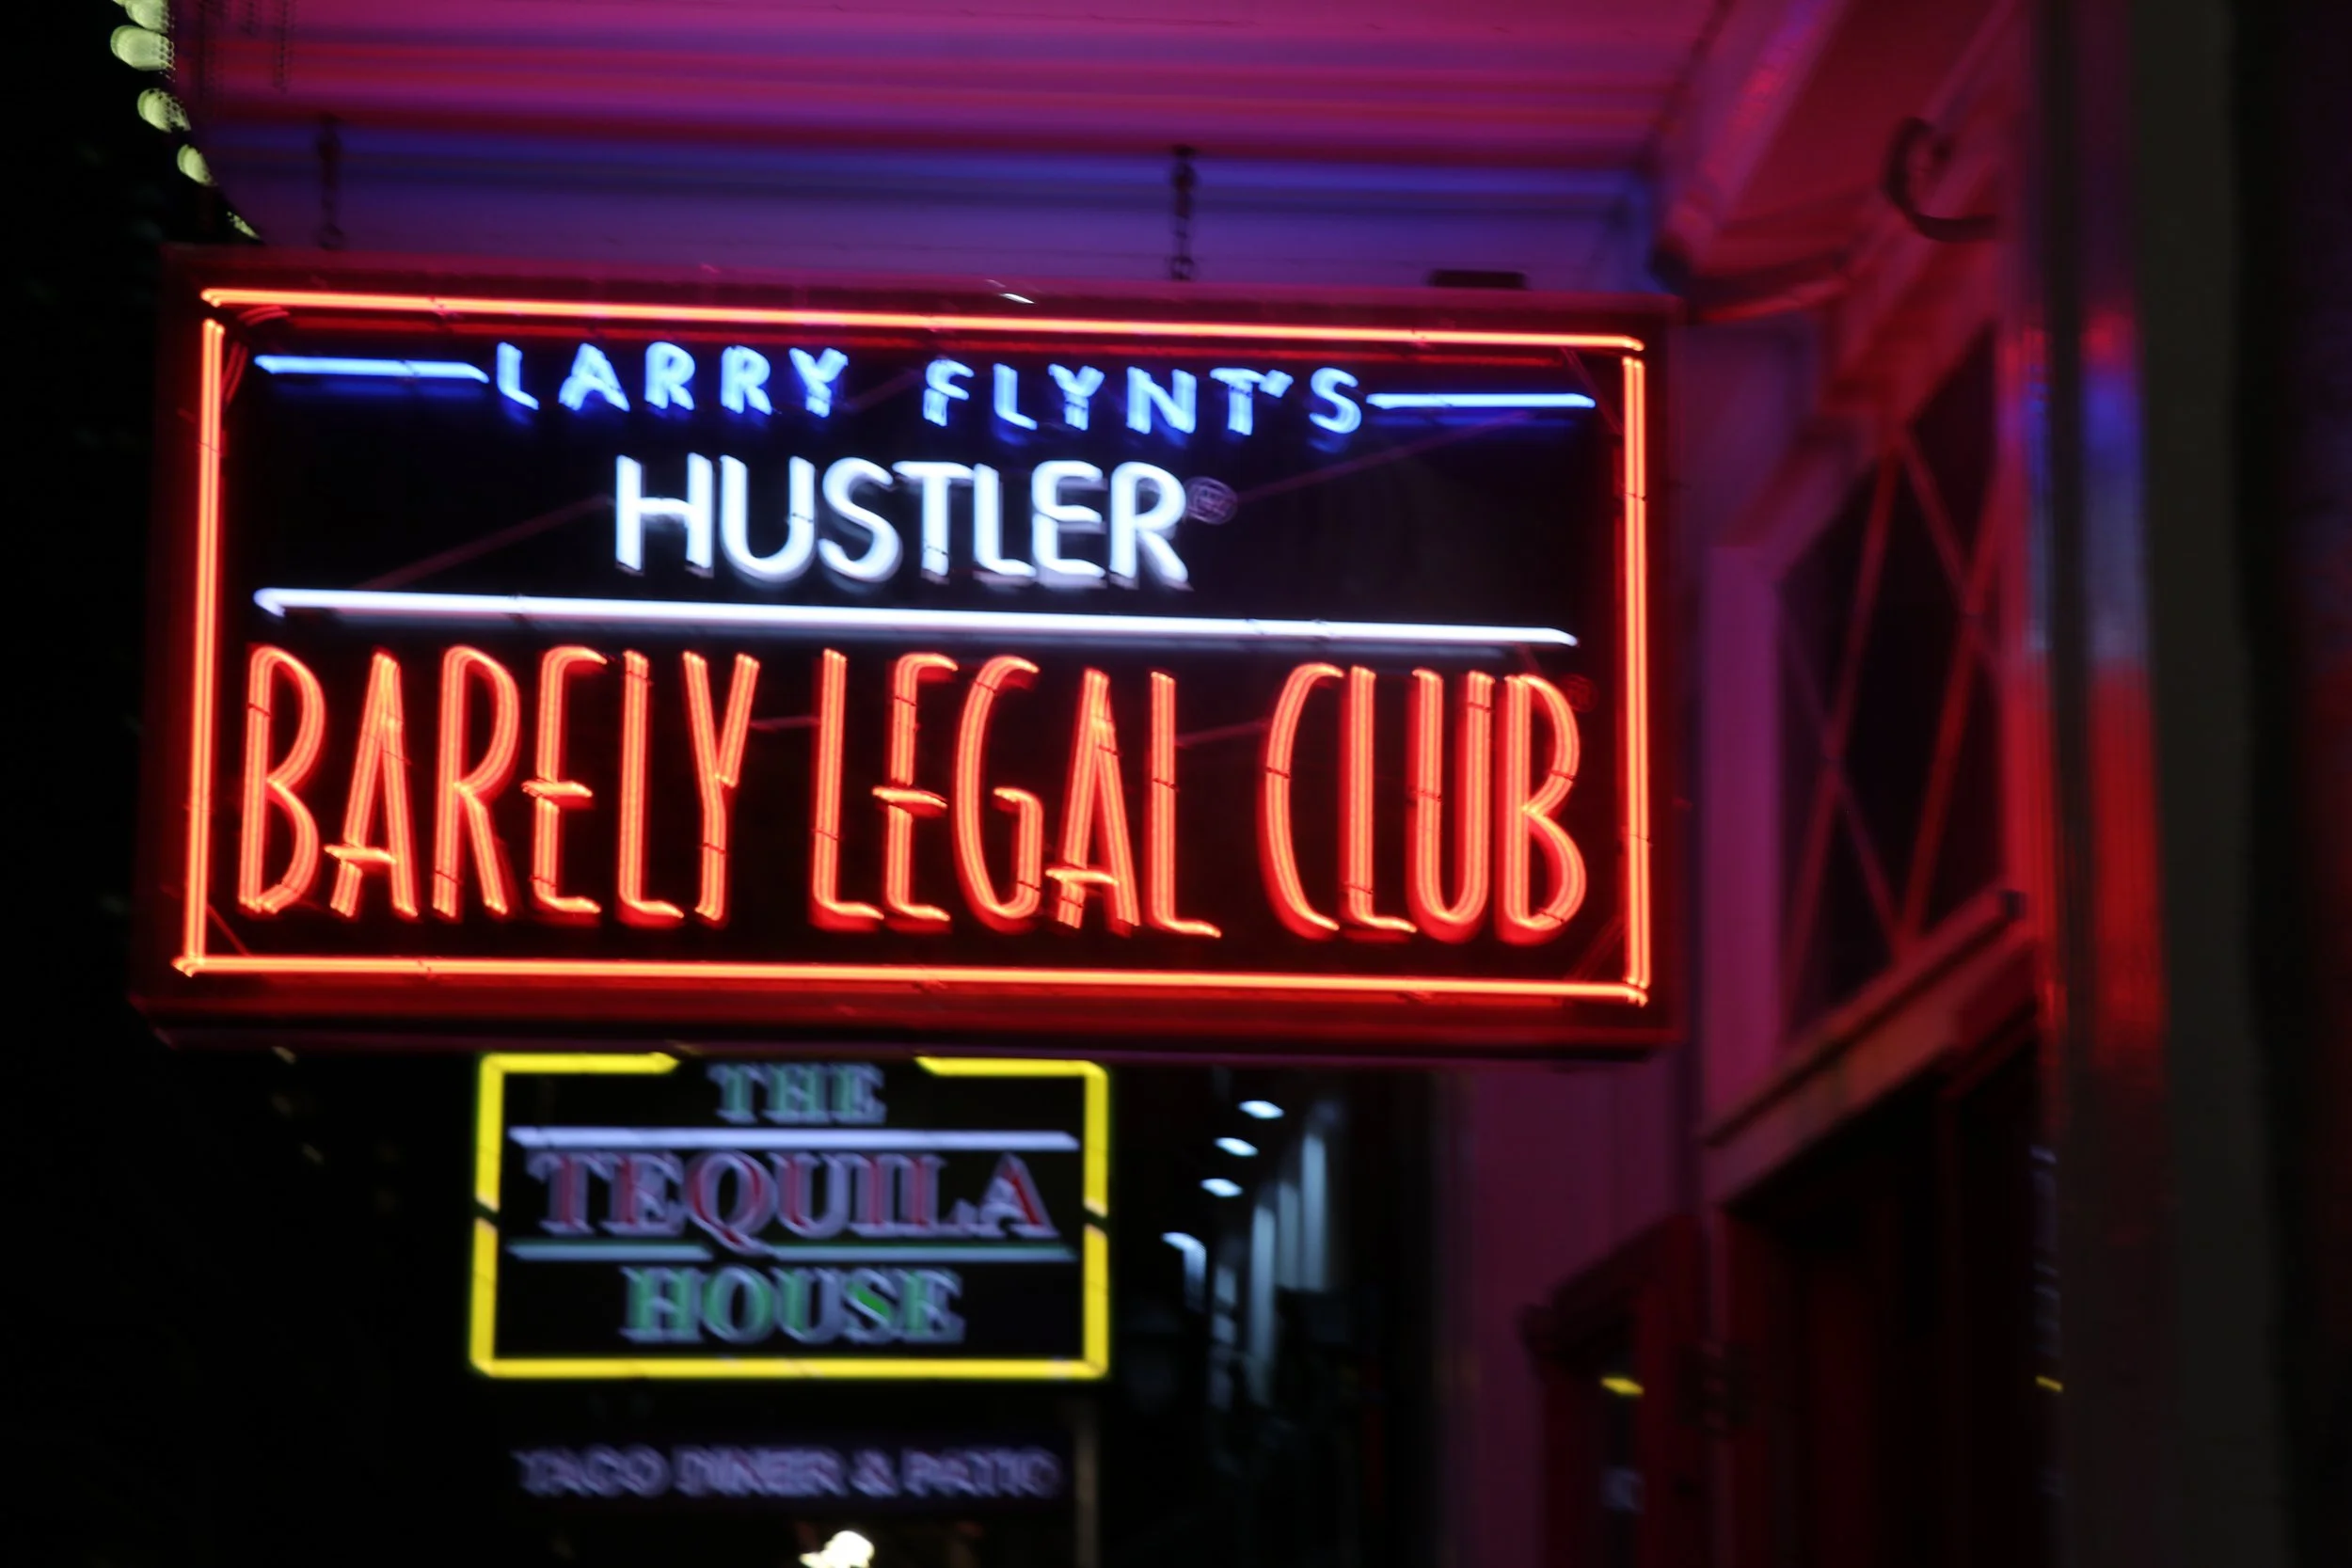 LARRY FLYNT'S
HUSTLER
BARELY LEGAL CLUB
THE
TEQUILA
HOUSE
TACO DINER & PATIO